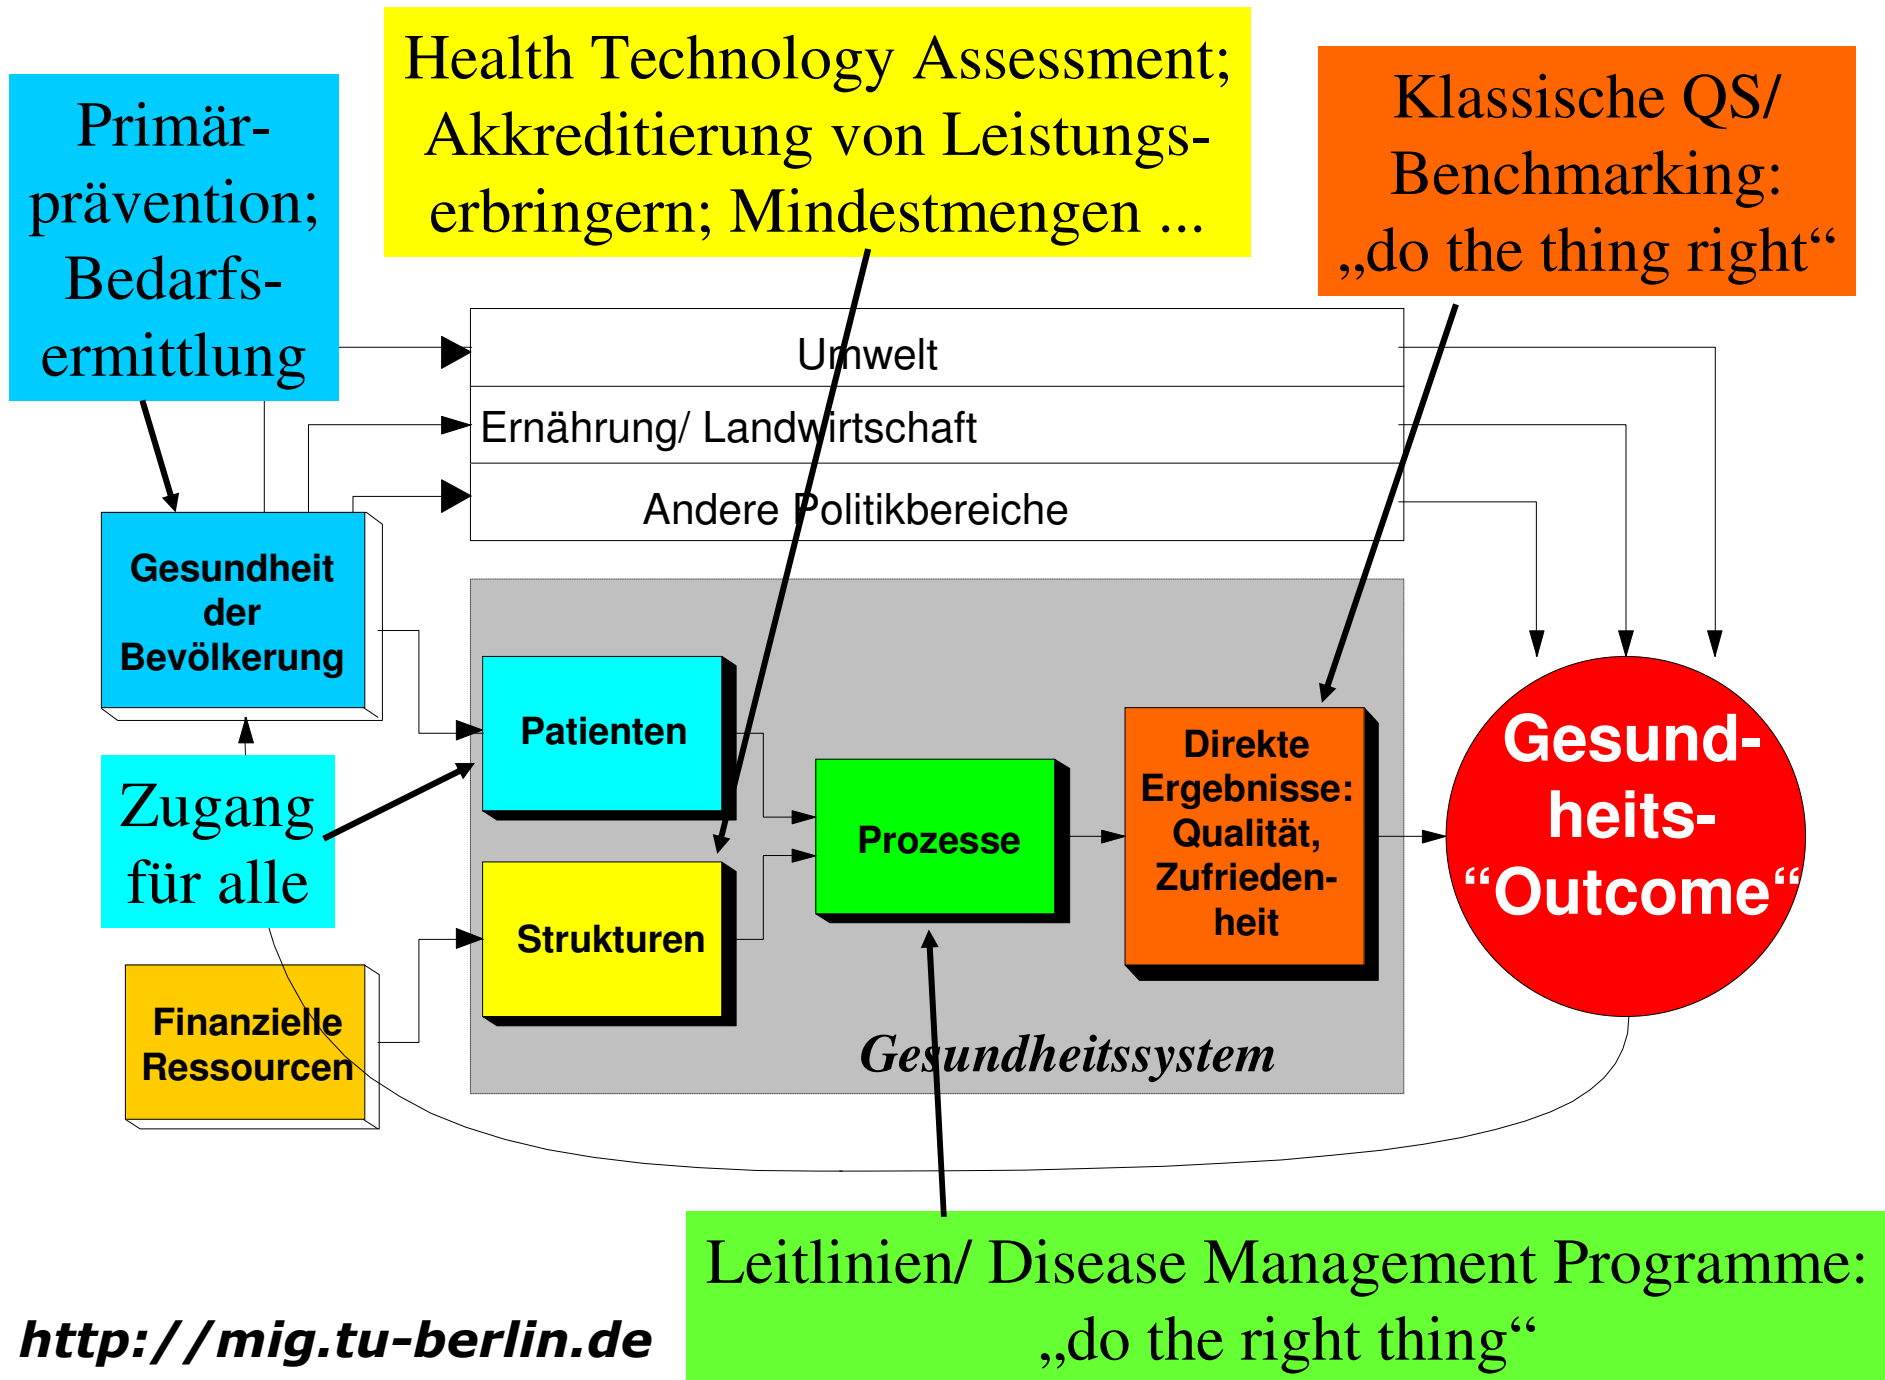 Health Technology Assessment;
Akkreditierung von Leistungs-
erbringern; Mindestmengen ...
Klassische QS/
Benchmarking:
„do the thing right“
Primär-
prävention;
Bedarfs-
ermittlung
Umwelt
Ernährung/ Landwirtschaft
Andere Politikbereiche
Gesundheit
der
Bevölkerung
Patienten
Zugang
für alle
Strukturen
Finanzielle
Ressourcen
Prozesse
Direkte
Ergebnisse:
Qualität,
Zufrieden-
heit
Gesund-
heits-
“Outcome“
Gesundheitssystem
Leitlinien/ Disease Management Programme:
„do the right thing“
http://mig.tu-berlin.de